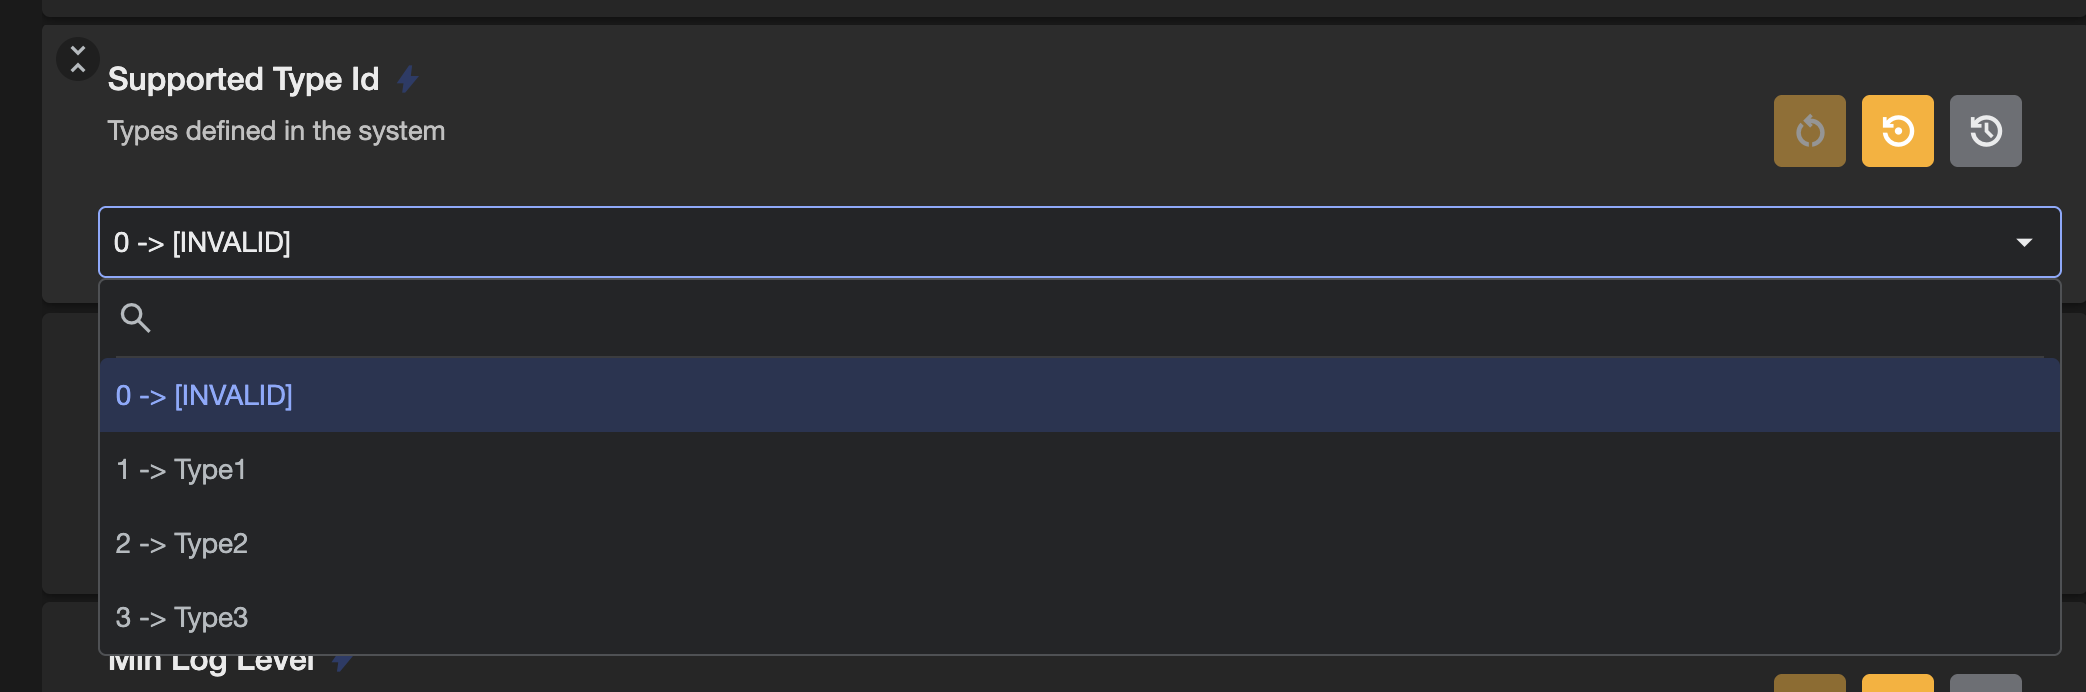 Supported Type Id
Types defined in the system
0 -> [INVALID]
0 -> [INVALID]
1 -> Type1
2 -> Type2
3 -> Type3
Min Log Level